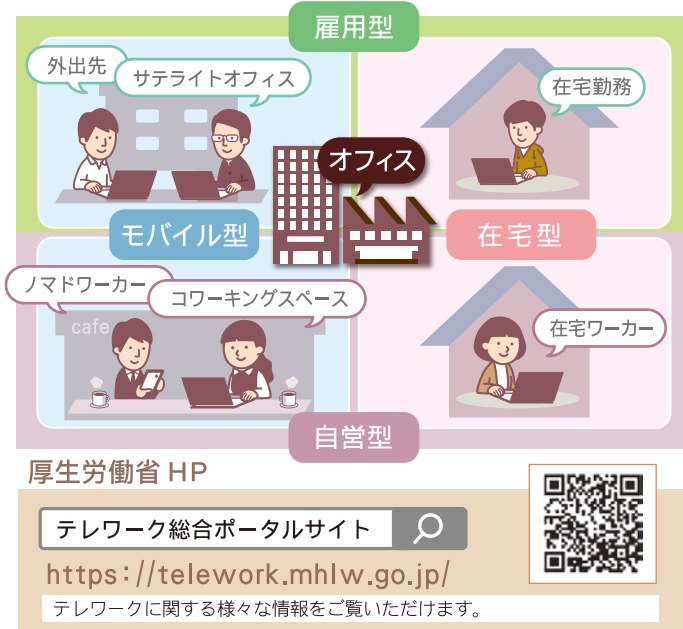 雇用型
外出先
サテライトオフィス
在宅勤務
オフィス
モバイル型
在宅型
ノマドワーカー
コワーキングスペース
cafe
在宅ワーカー
自営型
厚生労働省 HP
テレワーク総合ポータルサイト
https://telework.mhlw.go.jp/
テレワークに関する様々な情報をご覧いただけます。